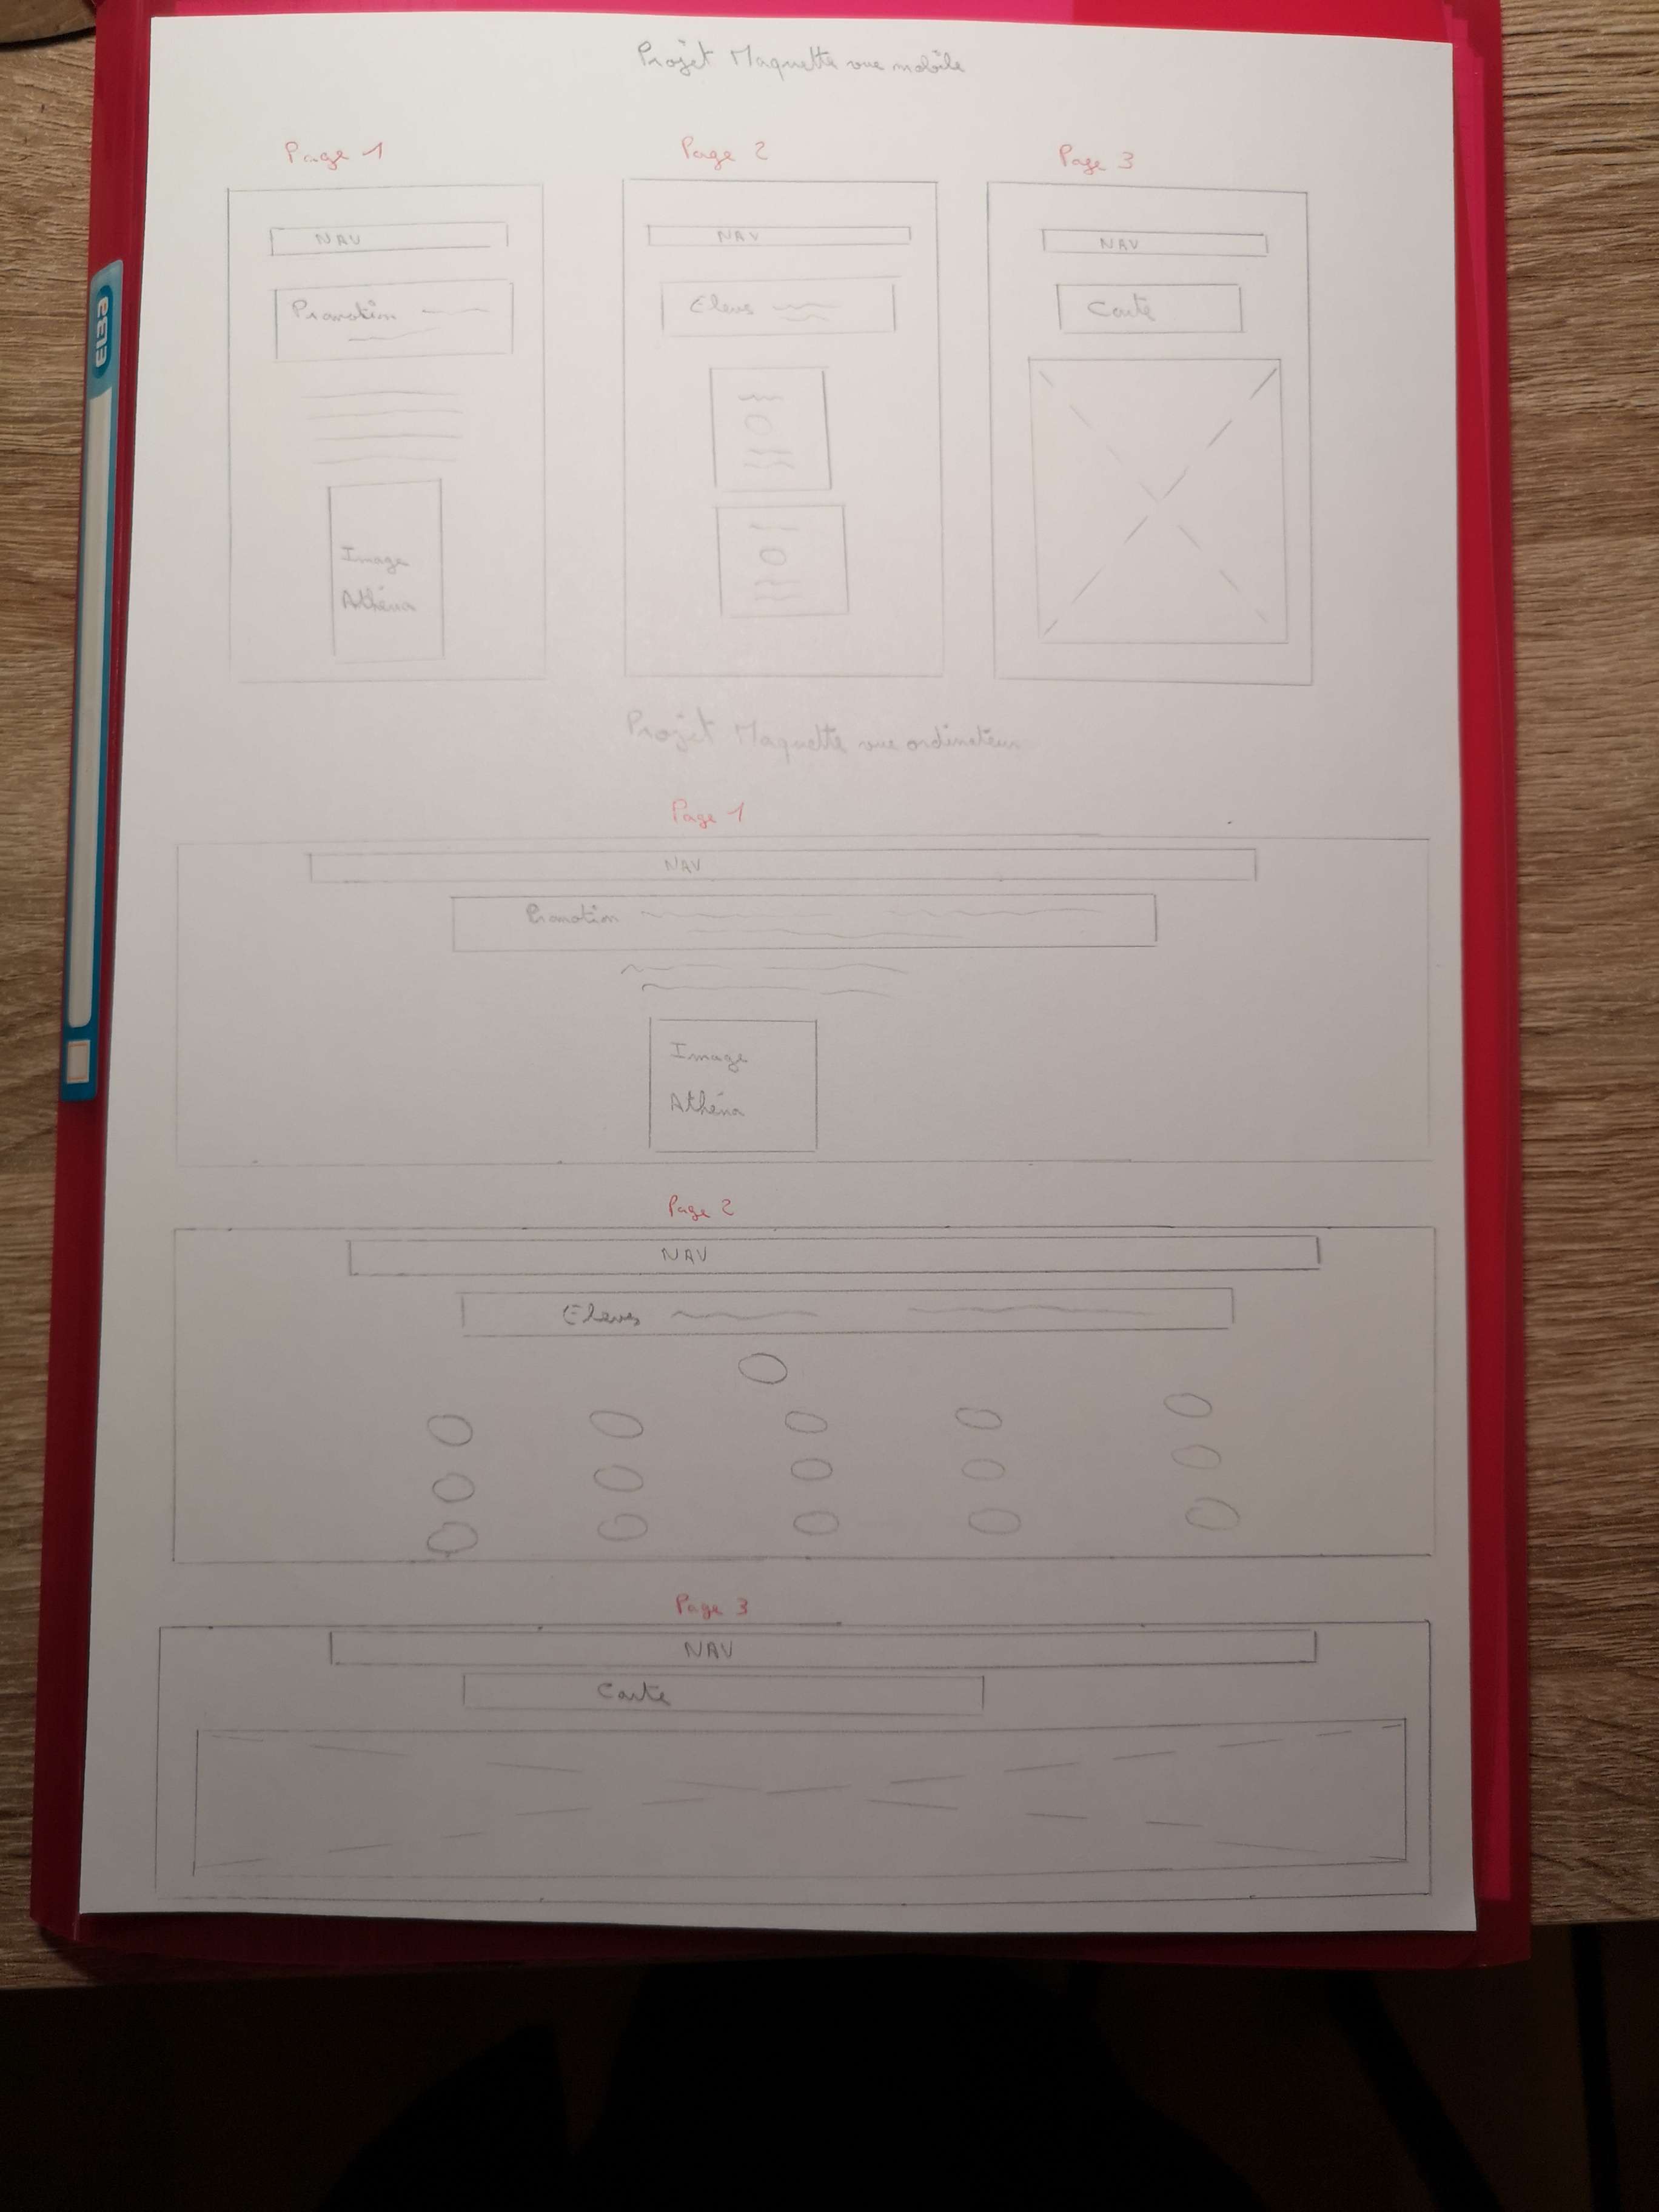 Projet Maquette vue mobile
Page 1
Page 2
Page 3
NAV
NAV
NAV
Promotion
Eleves
Carte
Image
Athéna
Projet Maquette vue ordinateur
Page 1
NAV
Promotion
Image
Athéna
Page 2
NAV
Eleves
Page 3
NAV
Carte
ELBA